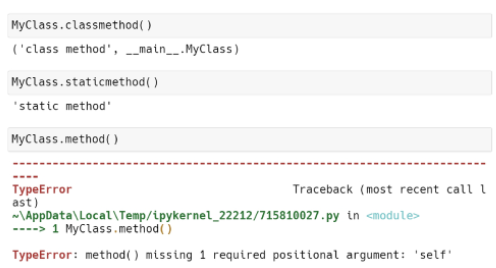 MyClass.classmethod()
('class method', __main__.MyClass)
MyClass.staticmethod()
'static method'
MyClass.method()
---------------------------------------------------------------------------
TypeError                                 Traceback (most recent call l
ast)
~\AppData\Local\Temp/ipykernel_22212/715810027.py in <module>
----> 1 MyClass.method()
TypeError: method() missing 1 required positional argument: 'self'